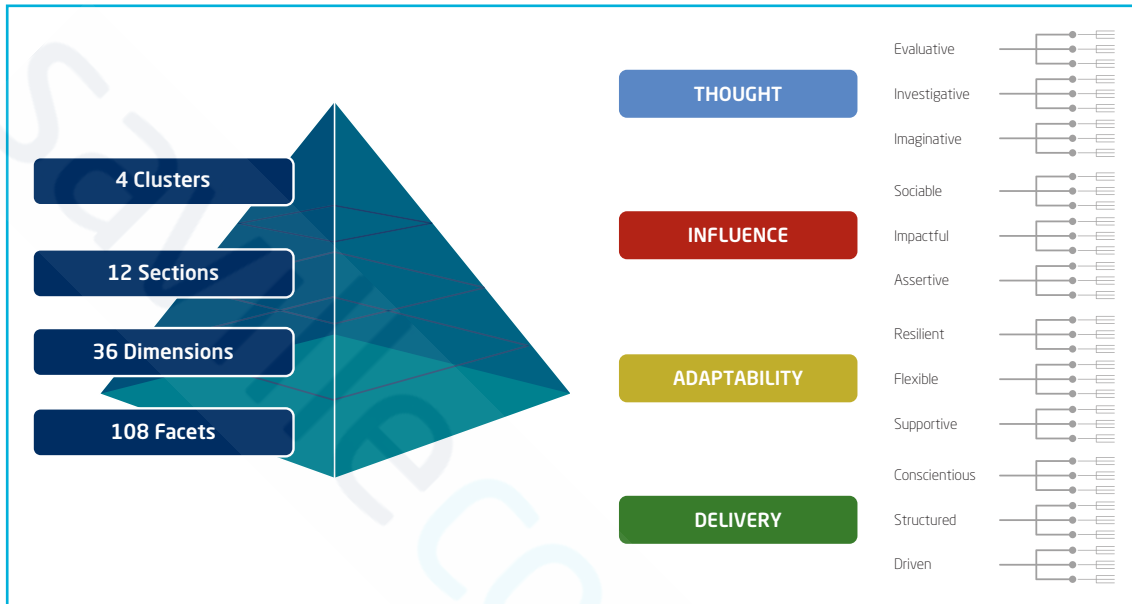 4 Clusters
12 Sections
36 Dimensions
108 Facets
THOUGHT
Evaluative
Investigative
Imaginative
INFLUENCE
Sociable
Impactful
Assertive
ADAPTABILITY
Resilient
Flexible
Supportive
DELIVERY
Conscientious
Structured
Driven
savilleco